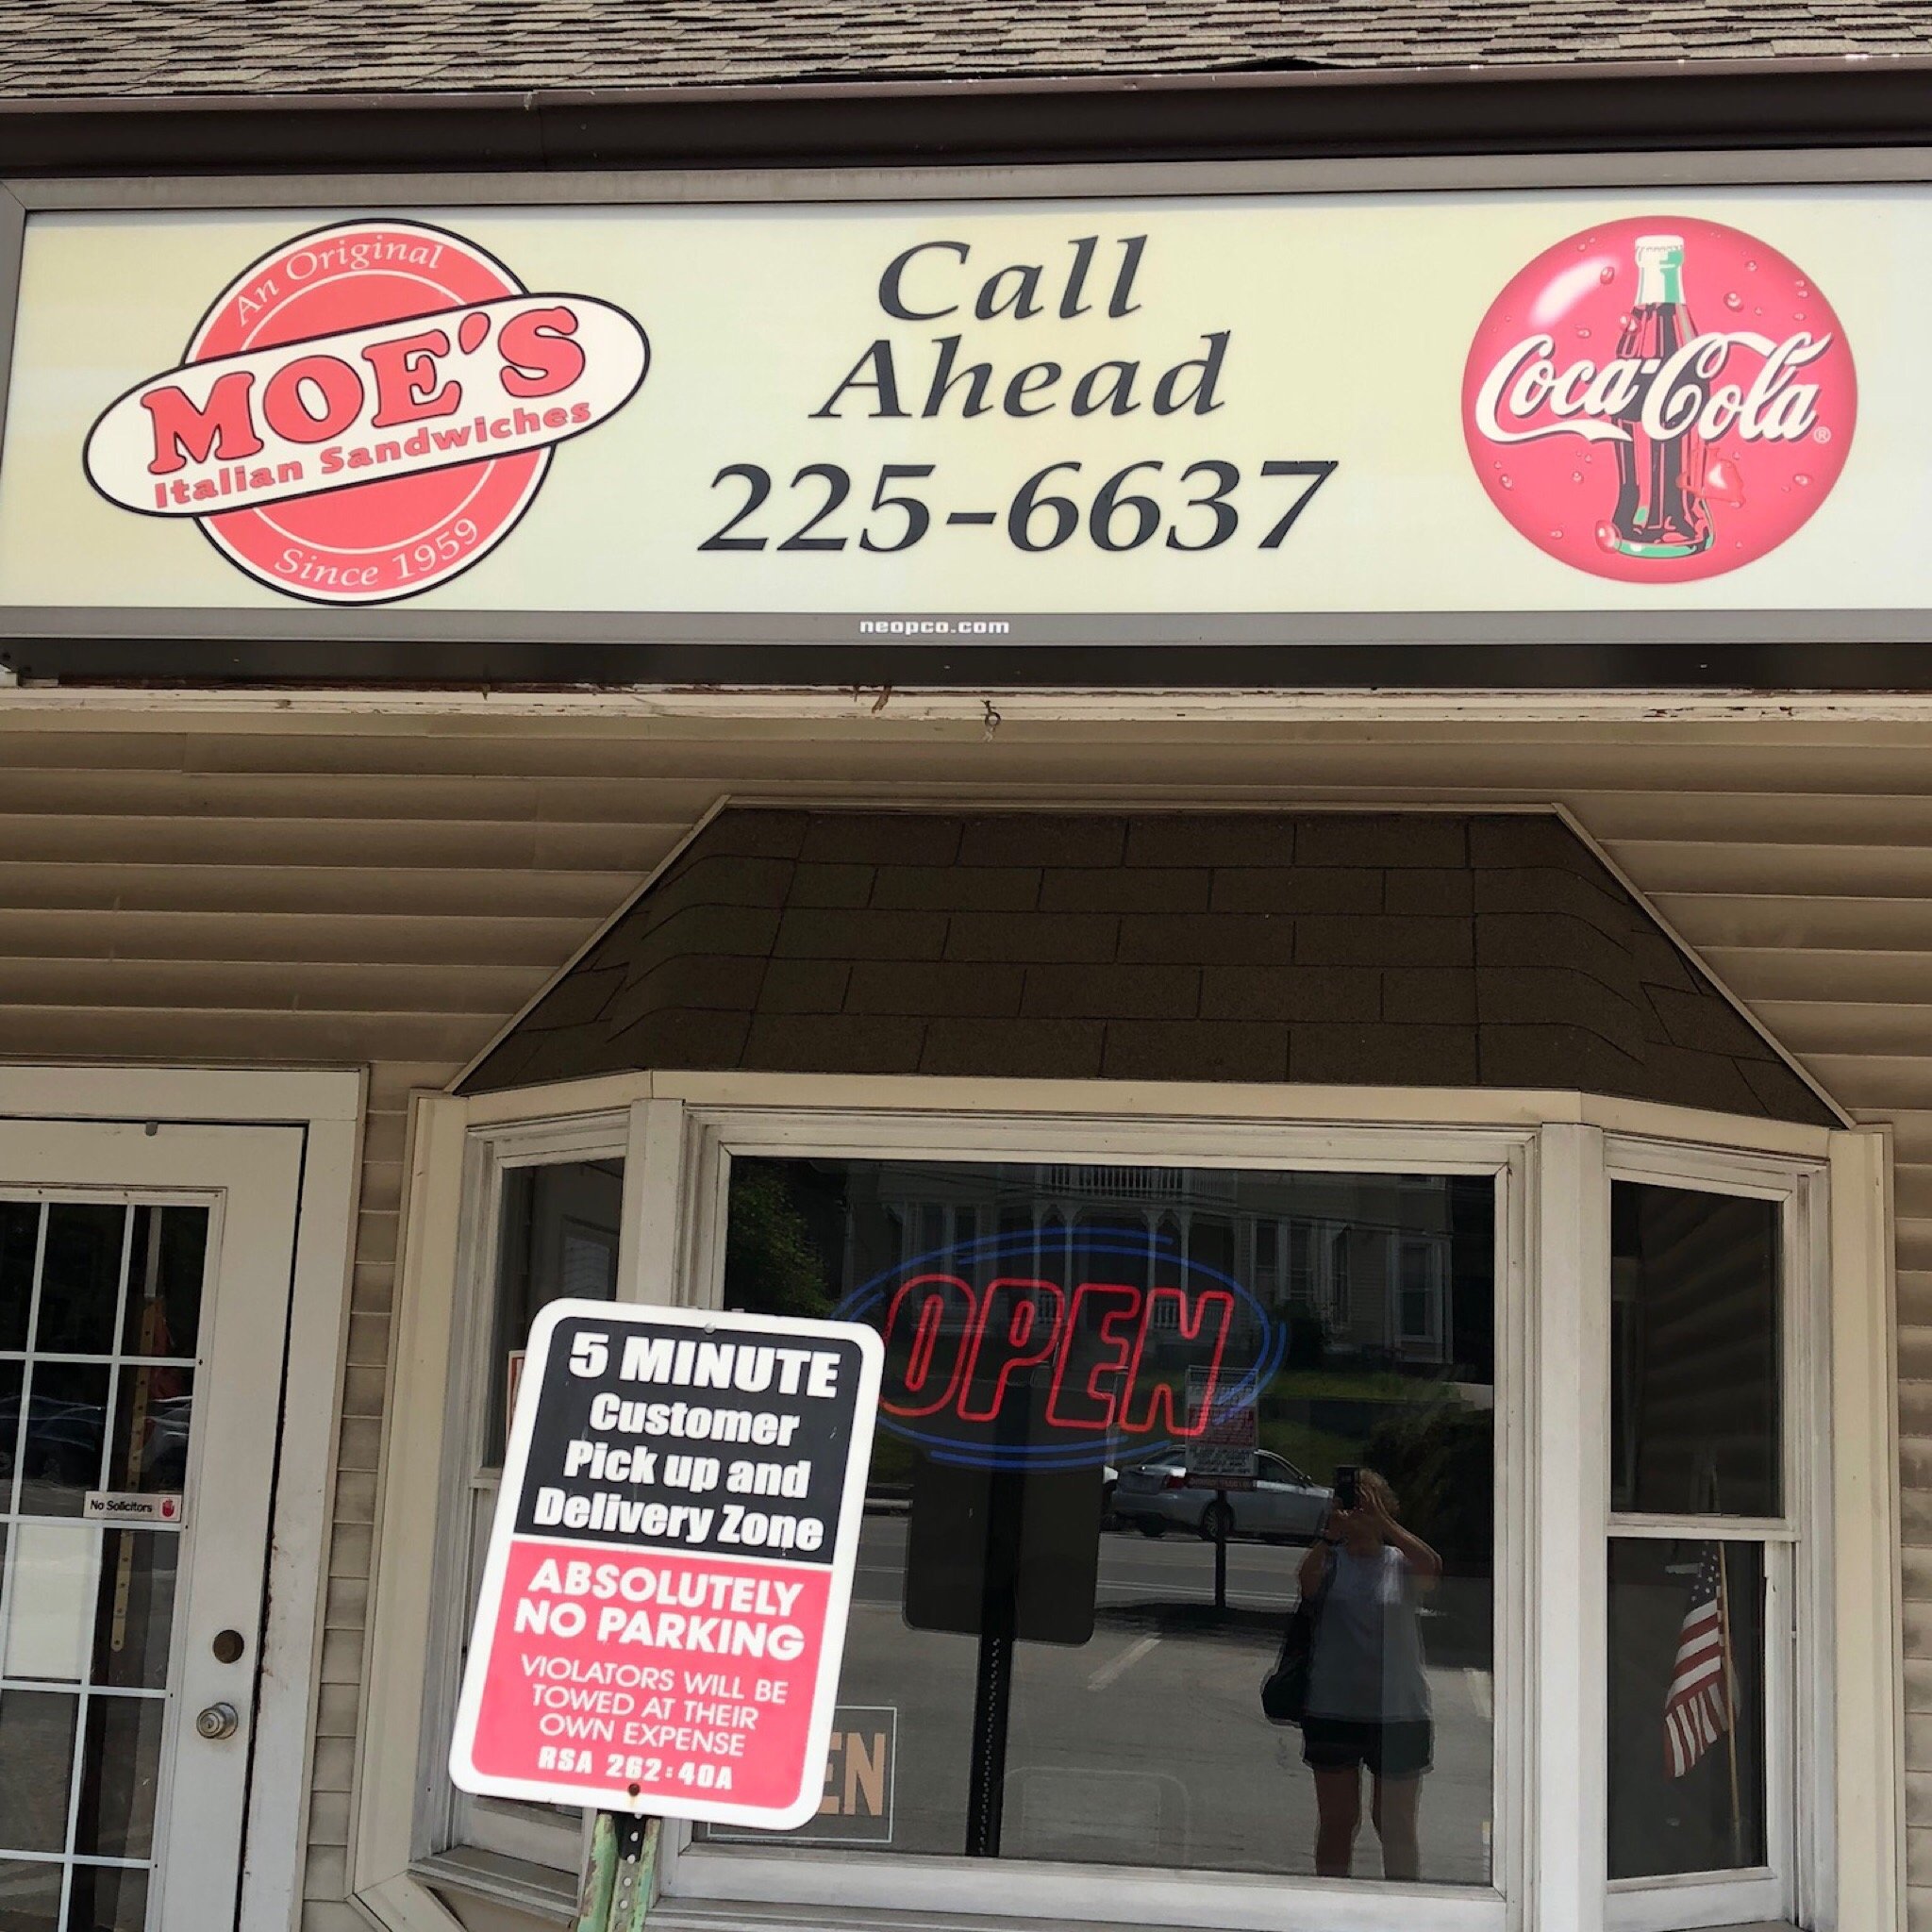 An Original
MOE'S
Italian Sandwiches
Since 1959
Call
Ahead
225-6637
Coca-Cola®
neopco.com
OPEN
5 MINUTE
Customer
Pick up and
Delivery Zone
ABSOLUTELY
NO PARKING
VIOLATORS WILL BE
TOWED AT THEIR
OWN EXPENSE
RSA 262:40A
No Solicitors
EN